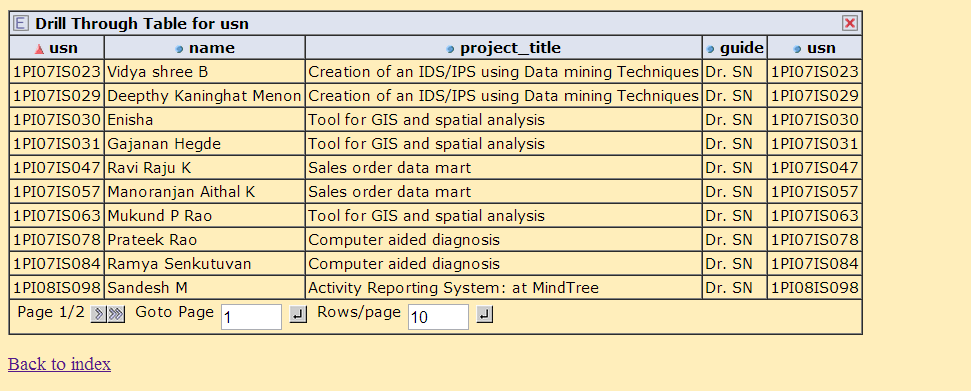 E Drill Through Table for usn
usn name project_title guide usn
1PI07IS023 Vidya shree B Creation of an IDS/IPS using Data mining Techniques Dr. SN 1PI07IS023
1PI07IS029 Deepthy Kaninghat Menon Creation of an IDS/IPS using Data mining Techniques Dr. SN 1PI07IS029
1PI07IS030 Enisha Tool for GIS and spatial analysis Dr. SN 1PI07IS030
1PI07IS031 Gajanan Hegde Tool for GIS and spatial analysis Dr. SN 1PI07IS031
1PI07IS047 Ravi Raju K Sales order data mart Dr. SN 1PI07IS047
1PI07IS057 Manoranjan Aithal K Sales order data mart Dr. SN 1PI07IS057
1PI07IS063 Mukund P Rao Tool for GIS and spatial analysis Dr. SN 1PI07IS063
1PI07IS078 Prateek Rao Computer aided diagnosis Dr. SN 1PI07IS078
1PI07IS084 Ramya Senkutuvan Computer aided diagnosis Dr. SN 1PI07IS084
1PI08IS098 Sandesh M Activity Reporting System: at MindTree Dr. SN 1PI08IS098
Page 1/2 Goto Page 1 Rows/page 10
Back to index